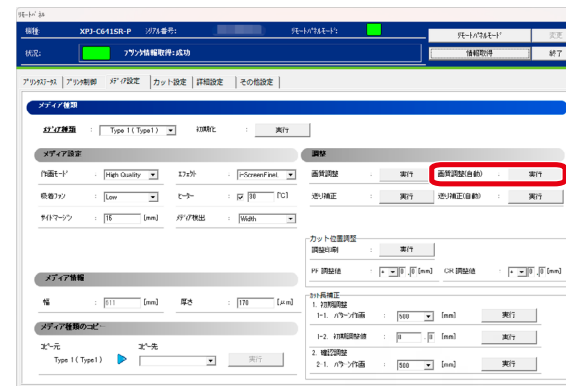 リモートパネル
機種: XPJ-C641SR-P シリアル番号: リモートパネルモード: リモートパネルモード 変更
状況: プリンタ情報取得:成功 情報取得 終了
プリンタステータス プリンタ制御 メディア設定 カット設定 詳細設定 その他設定
メディア種類
メディア種類 : Type 1 ( Type1 ) 初期化 : 実行
メディア設定
作画モード : High Quality エフェクト : i-ScreenFineL
吸着ファン : Low ヒーター : 38 [℃]
サイドマージン : 15 [mm] メディア検出 : Width
調整
画質調整 : 実行 画質調整(自動) : 実行
送り補正 : 実行 送り補正(自動) : 実行
カット位置調整
調整印刷 : 実行
PF 調整値 : + 0 . 0 [mm] CR 調整値 : + 0 . 0 [mm]
メディア情報
幅 : 811 [mm] 厚さ : 170 [μm]
メディア種類のコピー
コピー元 コピー先
Type 1 ( Type1 ) 実行
カット長補正
1. 初期調整
1-1. パターン作画 : 500 [mm] 実行
1-2. 初期調整値 : 0 . 0 [mm] 実行
2. 確認調整
2-1. パターン作画 : 500 [mm] 実行